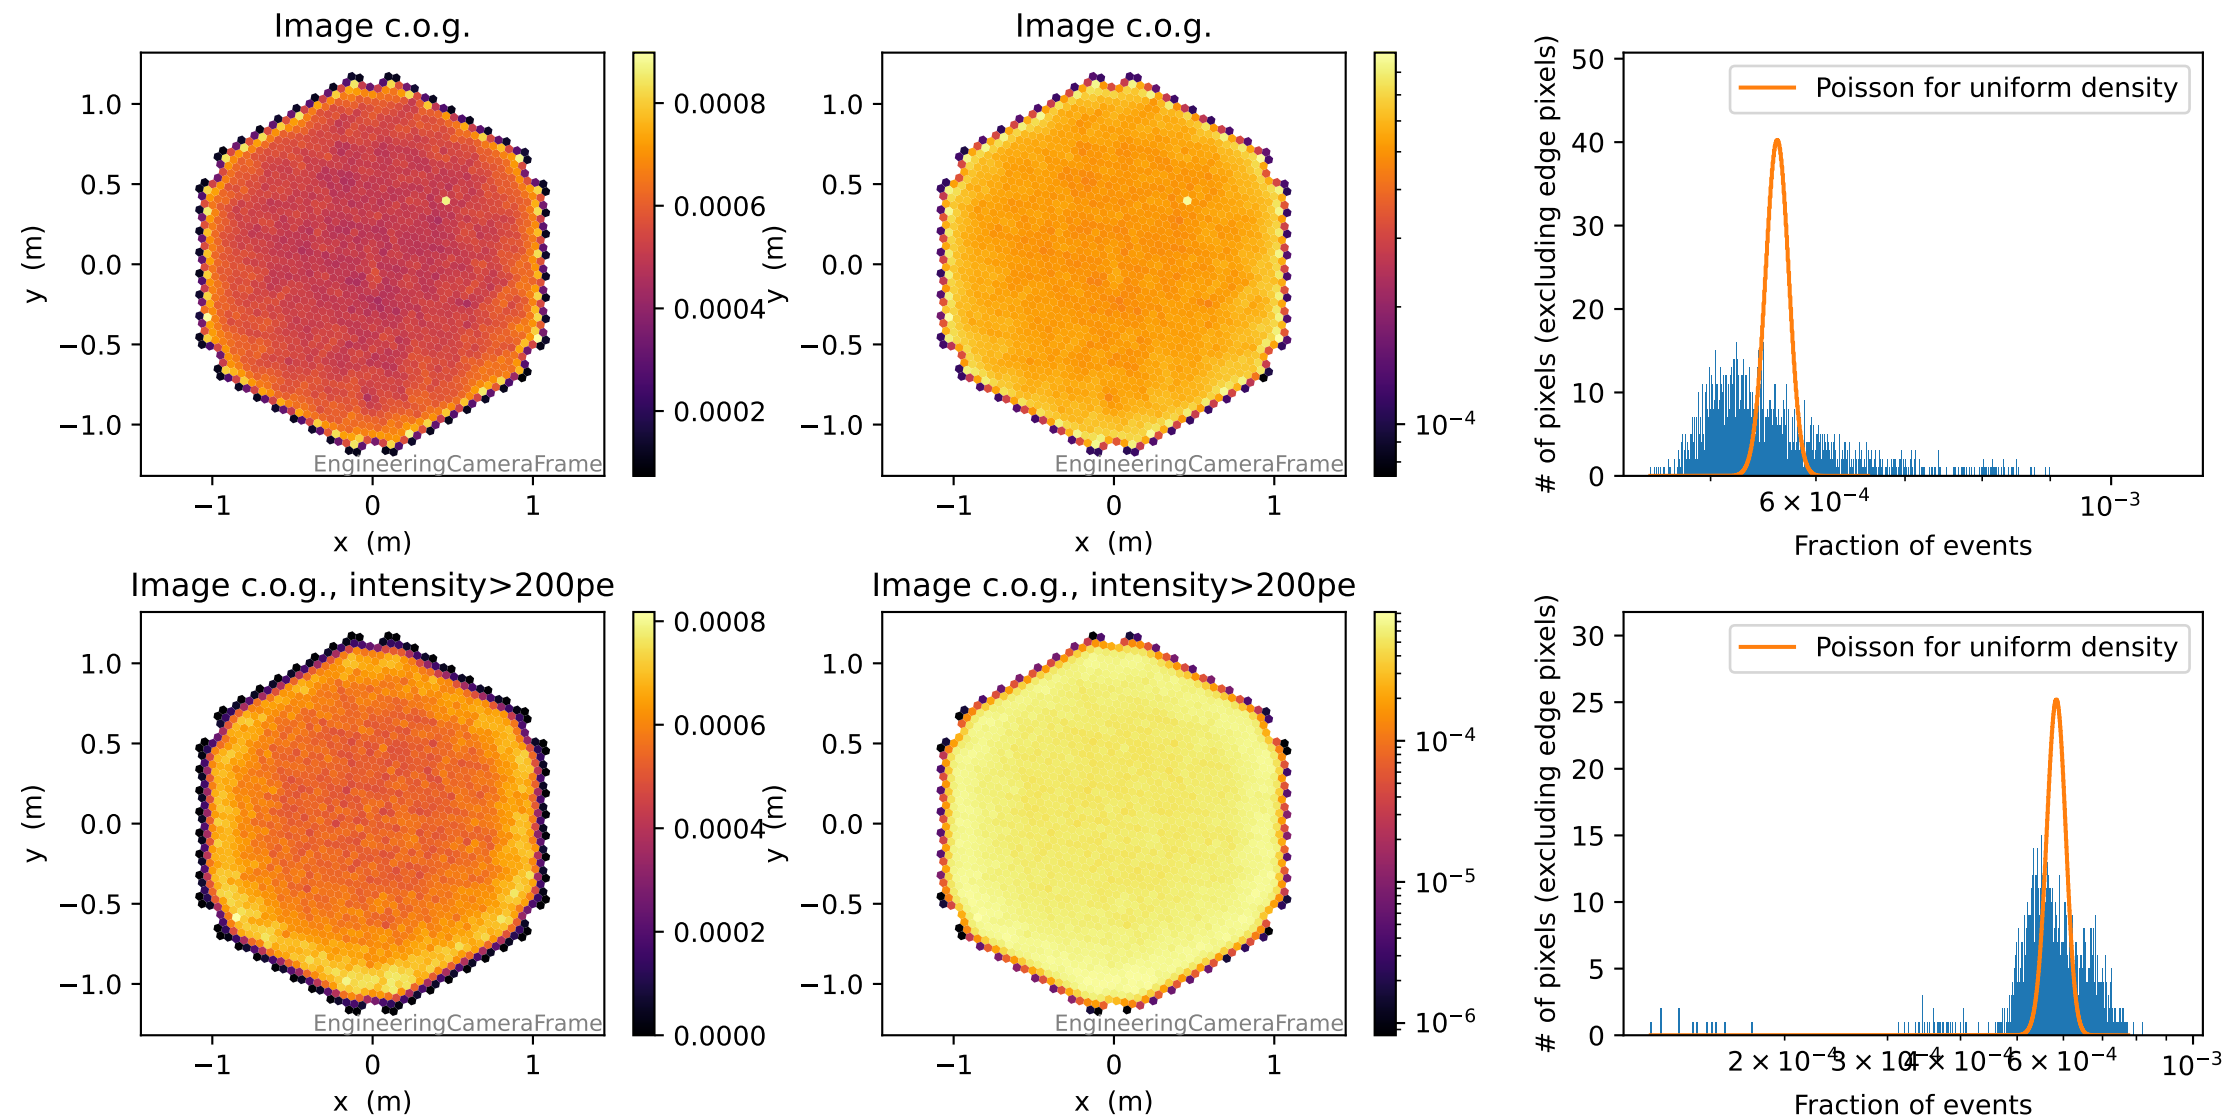 Image c.o.g.
y (m)
1.0
0.5
0.0
−0.5
−1.0
EngineeringCameraFrame
−1 0 1
x (m)
0.0008
0.0006
0.0004
0.0002
Image c.o.g.
y (m)
1.0
0.5
0.0
−0.5
−1.0
EngineeringCameraFrame
−1 0 1
x (m)
10⁻⁴
# of pixels (excluding edge pixels)
50
40
30
20
10
0
Poisson for uniform density
6 × 10⁻⁴ 10⁻³
Fraction of events
Image c.o.g., intensity>200pe
y (m)
1.0
0.5
0.0
−0.5
−1.0
EngineeringCameraFrame
−1 0 1
x (m)
0.0008
0.0006
0.0004
0.0002
0.0000
Image c.o.g., intensity>200pe
y (m)
1.0
0.5
0.0
−0.5
−1.0
EngineeringCameraFrame
−1 0 1
x (m)
10⁻⁴
10⁻⁵
10⁻⁶
# of pixels (excluding edge pixels)
30
25
20
15
10
5
0
Poisson for uniform density
2 × 10⁻⁴ 3 × 10⁻⁴ 4 × 10⁻⁴ 6 × 10⁻⁴ 10⁻³
Fraction of events